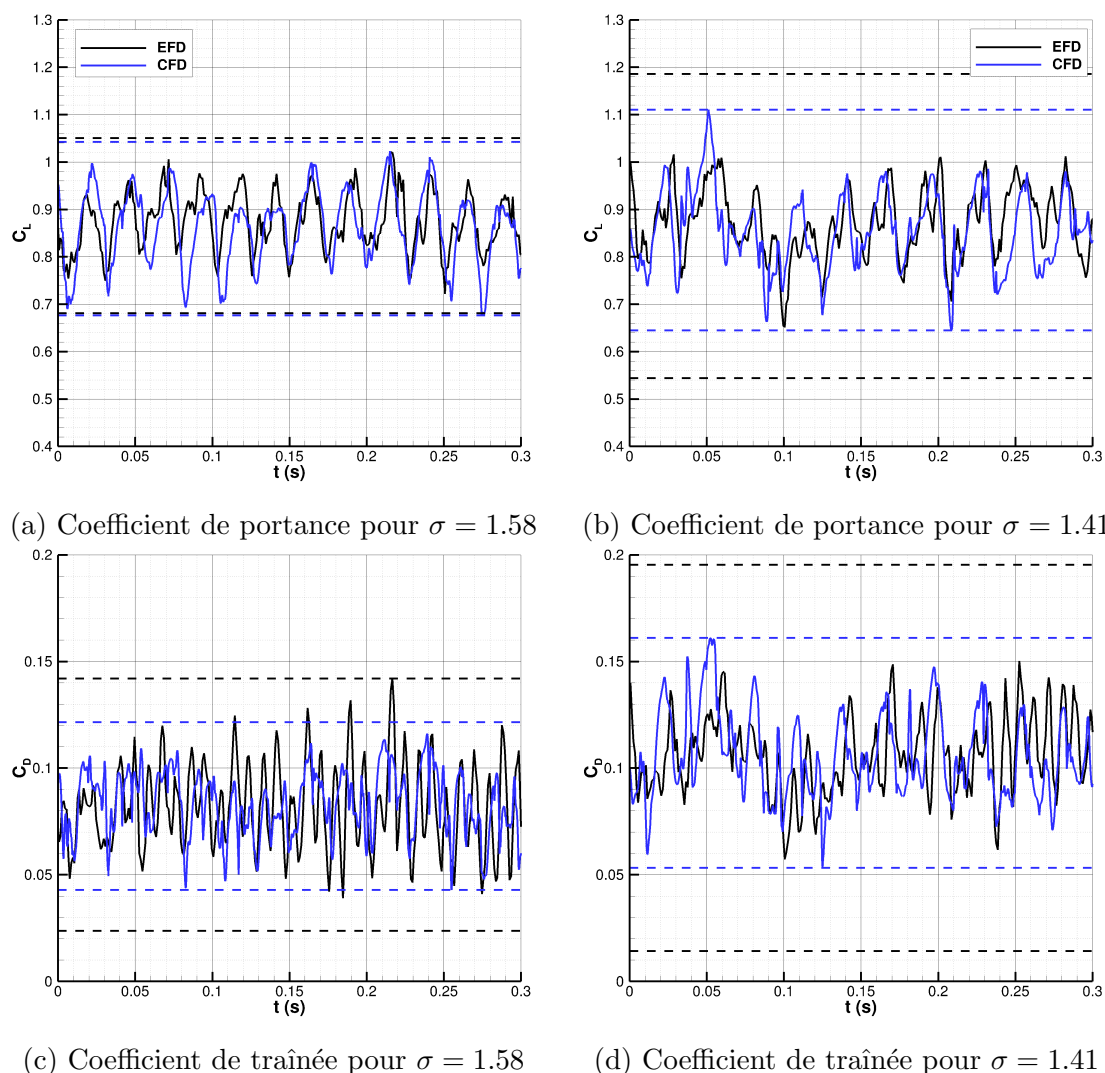 1.3
1.2
1.1
1
0.9
0.8
0.7
0.6
0.5
0.4
C_L
EFD
CFD
0 0.05 0.1 0.15 0.2 0.25 0.3
t (s)
1.3
1.2
1.1
1
0.9
0.8
0.7
0.6
0.5
0.4
C_L
EFD
CFD
0 0.05 0.1 0.15 0.2 0.25 0.3
t (s)
(a) Coefficient de portance pour σ = 1.58
(b) Coefficient de portance pour σ = 1.41
0.2
0.15
0.1
0.05
0
C_D
0 0.05 0.1 0.15 0.2 0.25 0.3
t (s)
0.2
0.15
0.1
0.05
0
C_D
0 0.05 0.1 0.15 0.2 0.25 0.3
t (s)
(c) Coefficient de traînée pour σ = 1.58
(d) Coefficient de traînée pour σ = 1.41